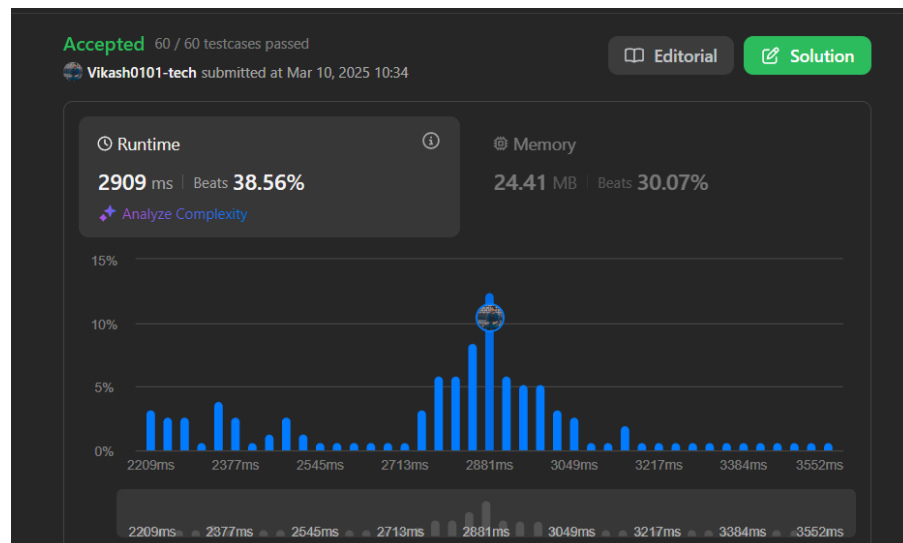 Accepted 60 / 60 testcases passed
Vikash0101-tech submitted at Mar 10, 2025 10:34
Editorial
Solution
Runtime
2909 ms | Beats 38.56%
Analyze Complexity
Memory
24.41 MB | Beats 30.07%
15%
10%
5%
0%
2209ms 2377ms 2545ms 2713ms 2881ms 3049ms 3217ms 3384ms 3552ms
2209ms 2377ms 2545ms 2713ms 2881ms 3049ms 3217ms 3384ms 3552ms